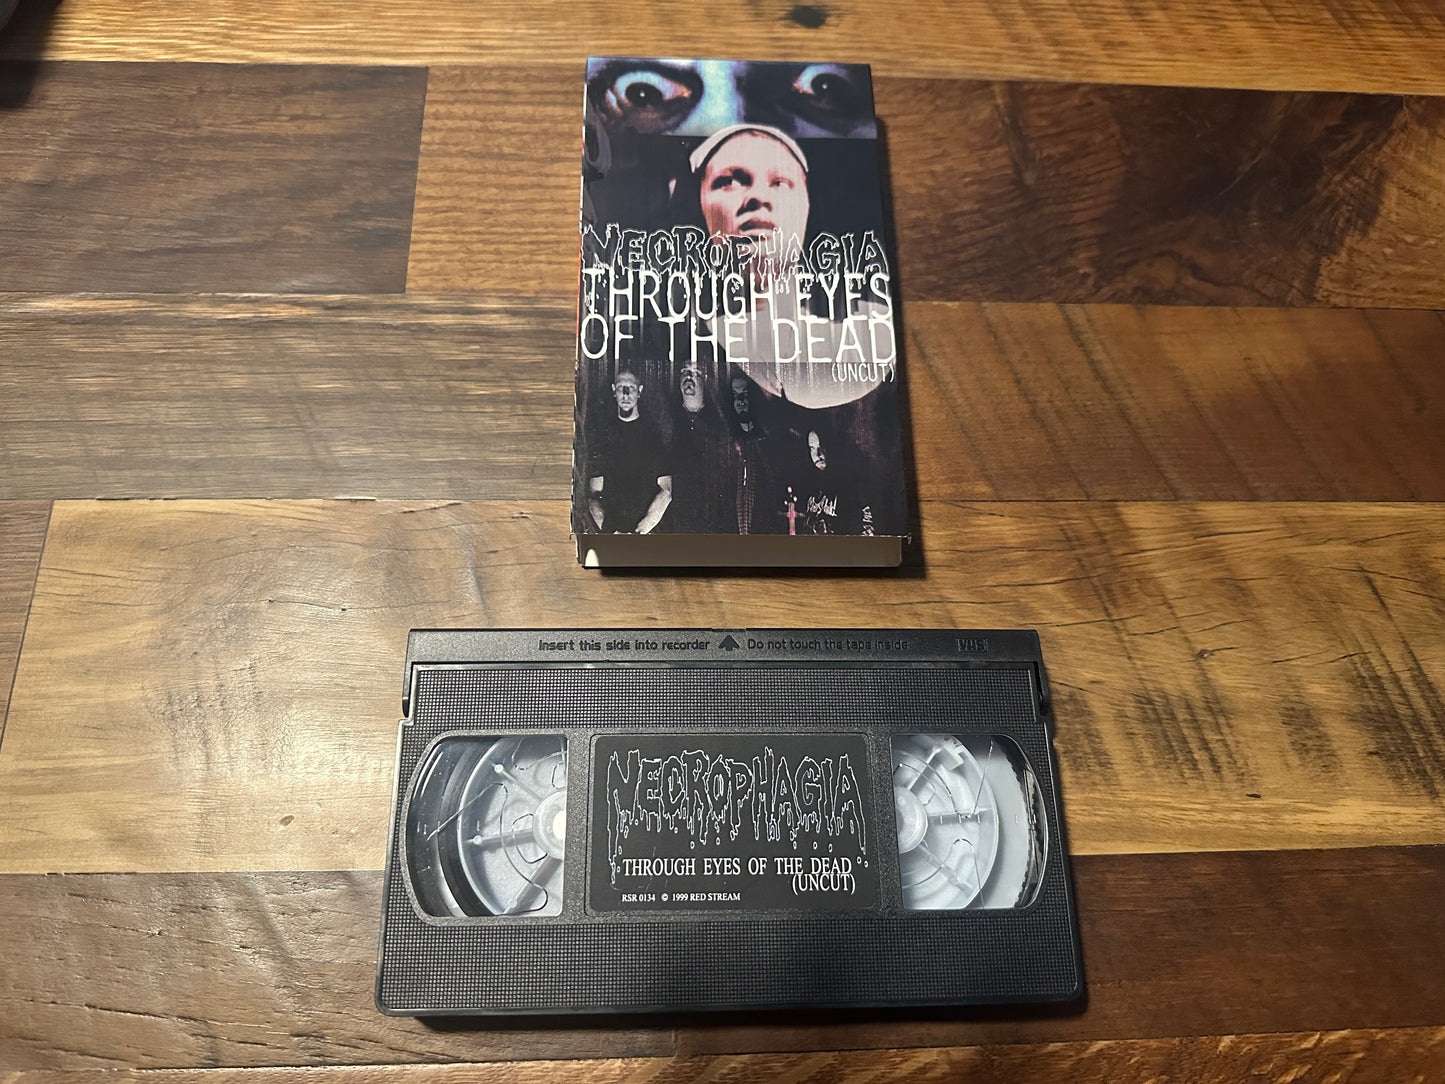 NECROPHAGIA
THROUGH EYES
OF THE DEAD
(UNCUT)
Insert this side into recorder Do not touch the tape inside VHS
NECROPHAGIA
THROUGH EYES OF THE DEAD
(UNCUT)
RSR 0134 © 1999 RED STREAM